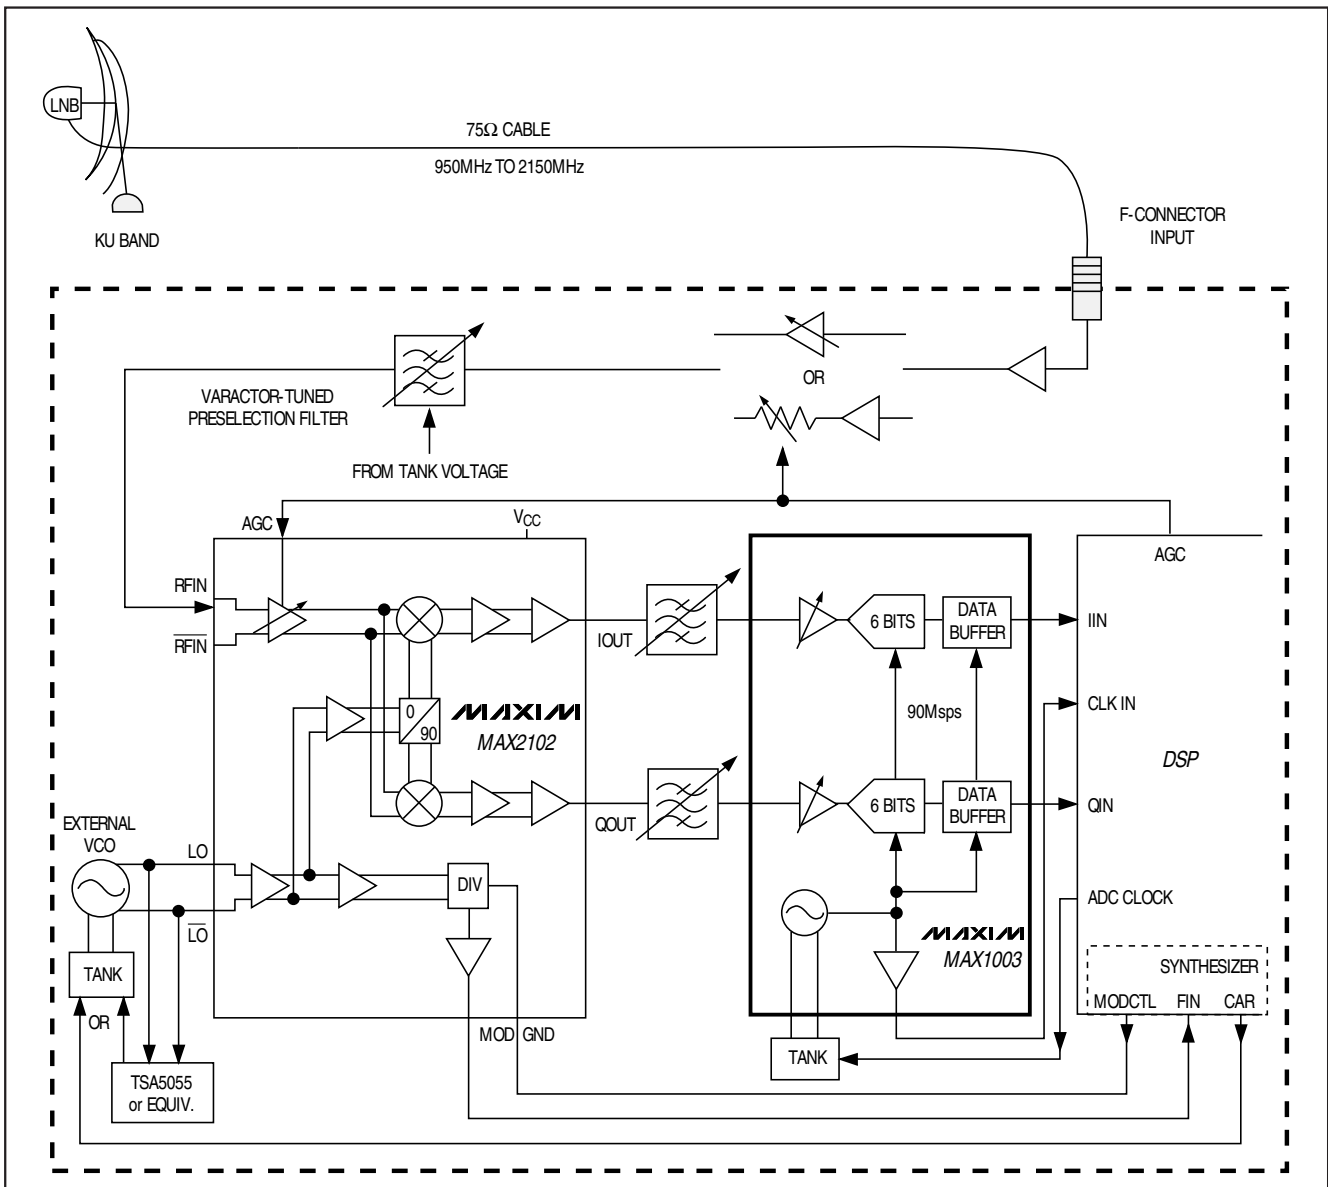 LNB
75Ω CABLE
950MHz TO 2150MHz
KU BAND
F-CONNECTOR
INPUT
OR
VARACTOR-TUNED
PRESELECTION FILTER
FROM TANK VOLTAGE
AGC
VCC
AGC
RFIN
RFIN
IOUT
6 BITS
DATA
BUFFER
IIN
0
90
MAXIM
MAX2102
90Msps
CLK IN
DSP
QOUT
6 BITS
DATA
BUFFER
QIN
EXTERNAL
VCO
LO
LO
DIV
ADC CLOCK
MAXIM
MAX1003
TANK
OR
SYNTHESIZER
MODCTL
FIN
CAR
MOD GND
TANK
TSA5055
or EQUIV.